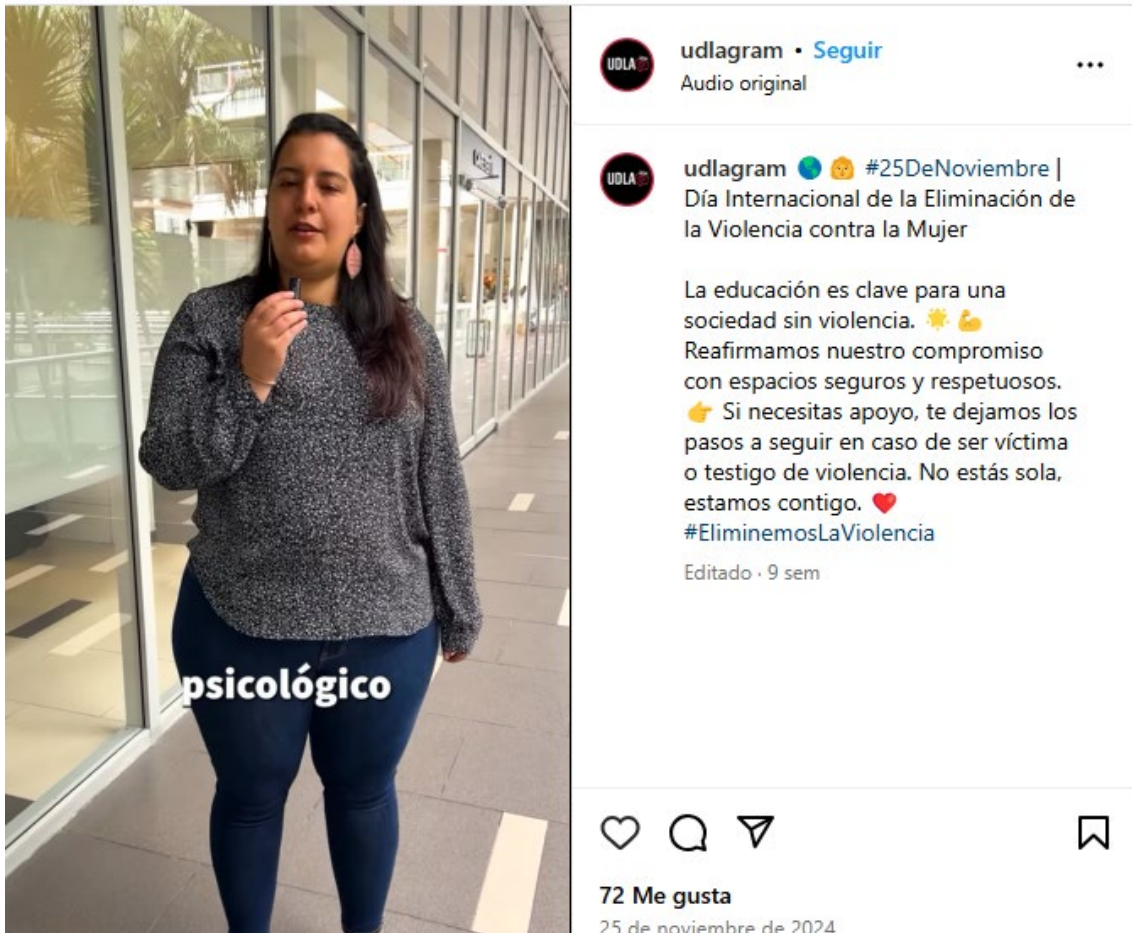 udlagram • Seguir
Audio original
UDLA
udlagram 🌎 👩 #25DeNoviembre |
Día Internacional de la Eliminación de
la Violencia contra la Mujer
La educación es clave para una
sociedad sin violencia. 🌟 💪
Reafirmamos nuestro compromiso
con espacios seguros y respetuosos.
👉 Si necesitas apoyo, te dejamos los
pasos a seguir en caso de ser víctima
o testigo de violencia. No estás sola,
estamos contigo. ❤️
#EliminemosLaViolencia
Editado · 9 sem
UDLA
psicológico
72 Me gusta
25 de noviembre de 2024